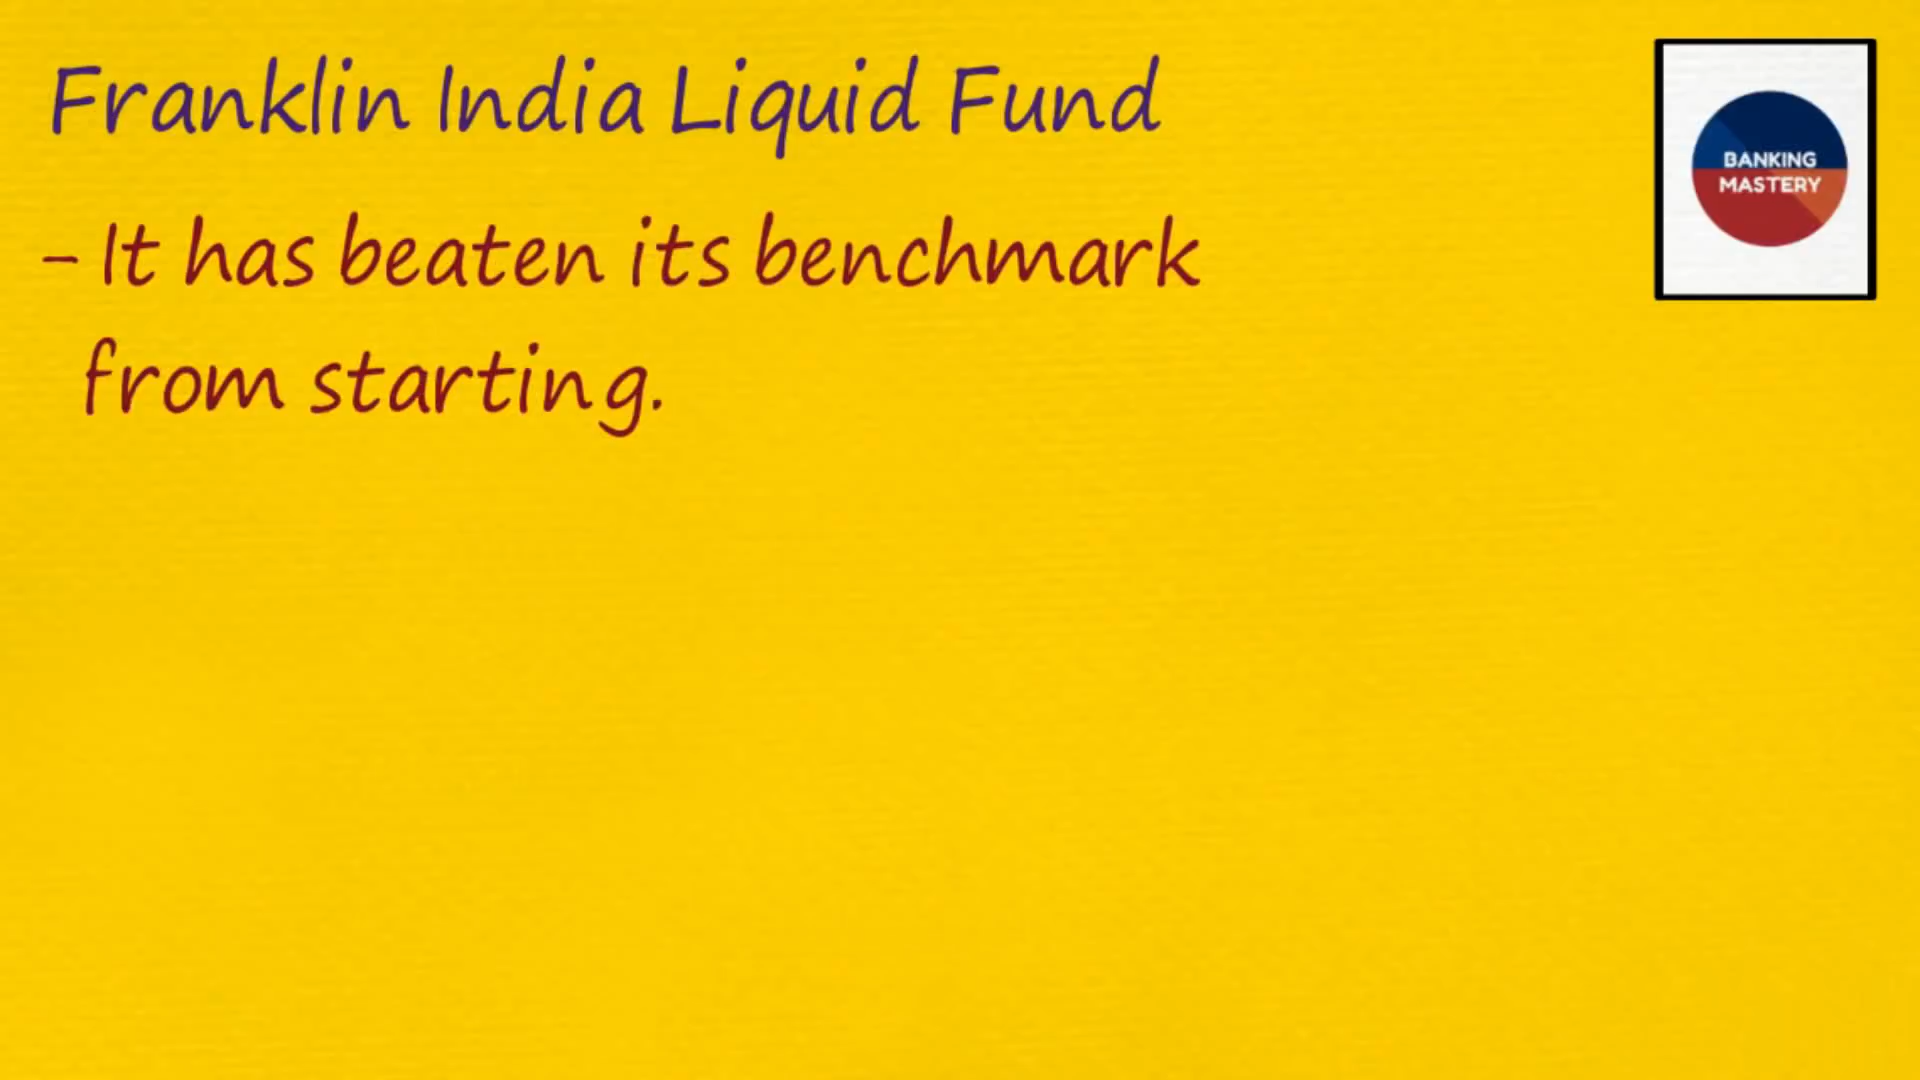 Franklin India Liquid Fund
- It has beaten its benchmark
from starting.
BANKING
MASTERY